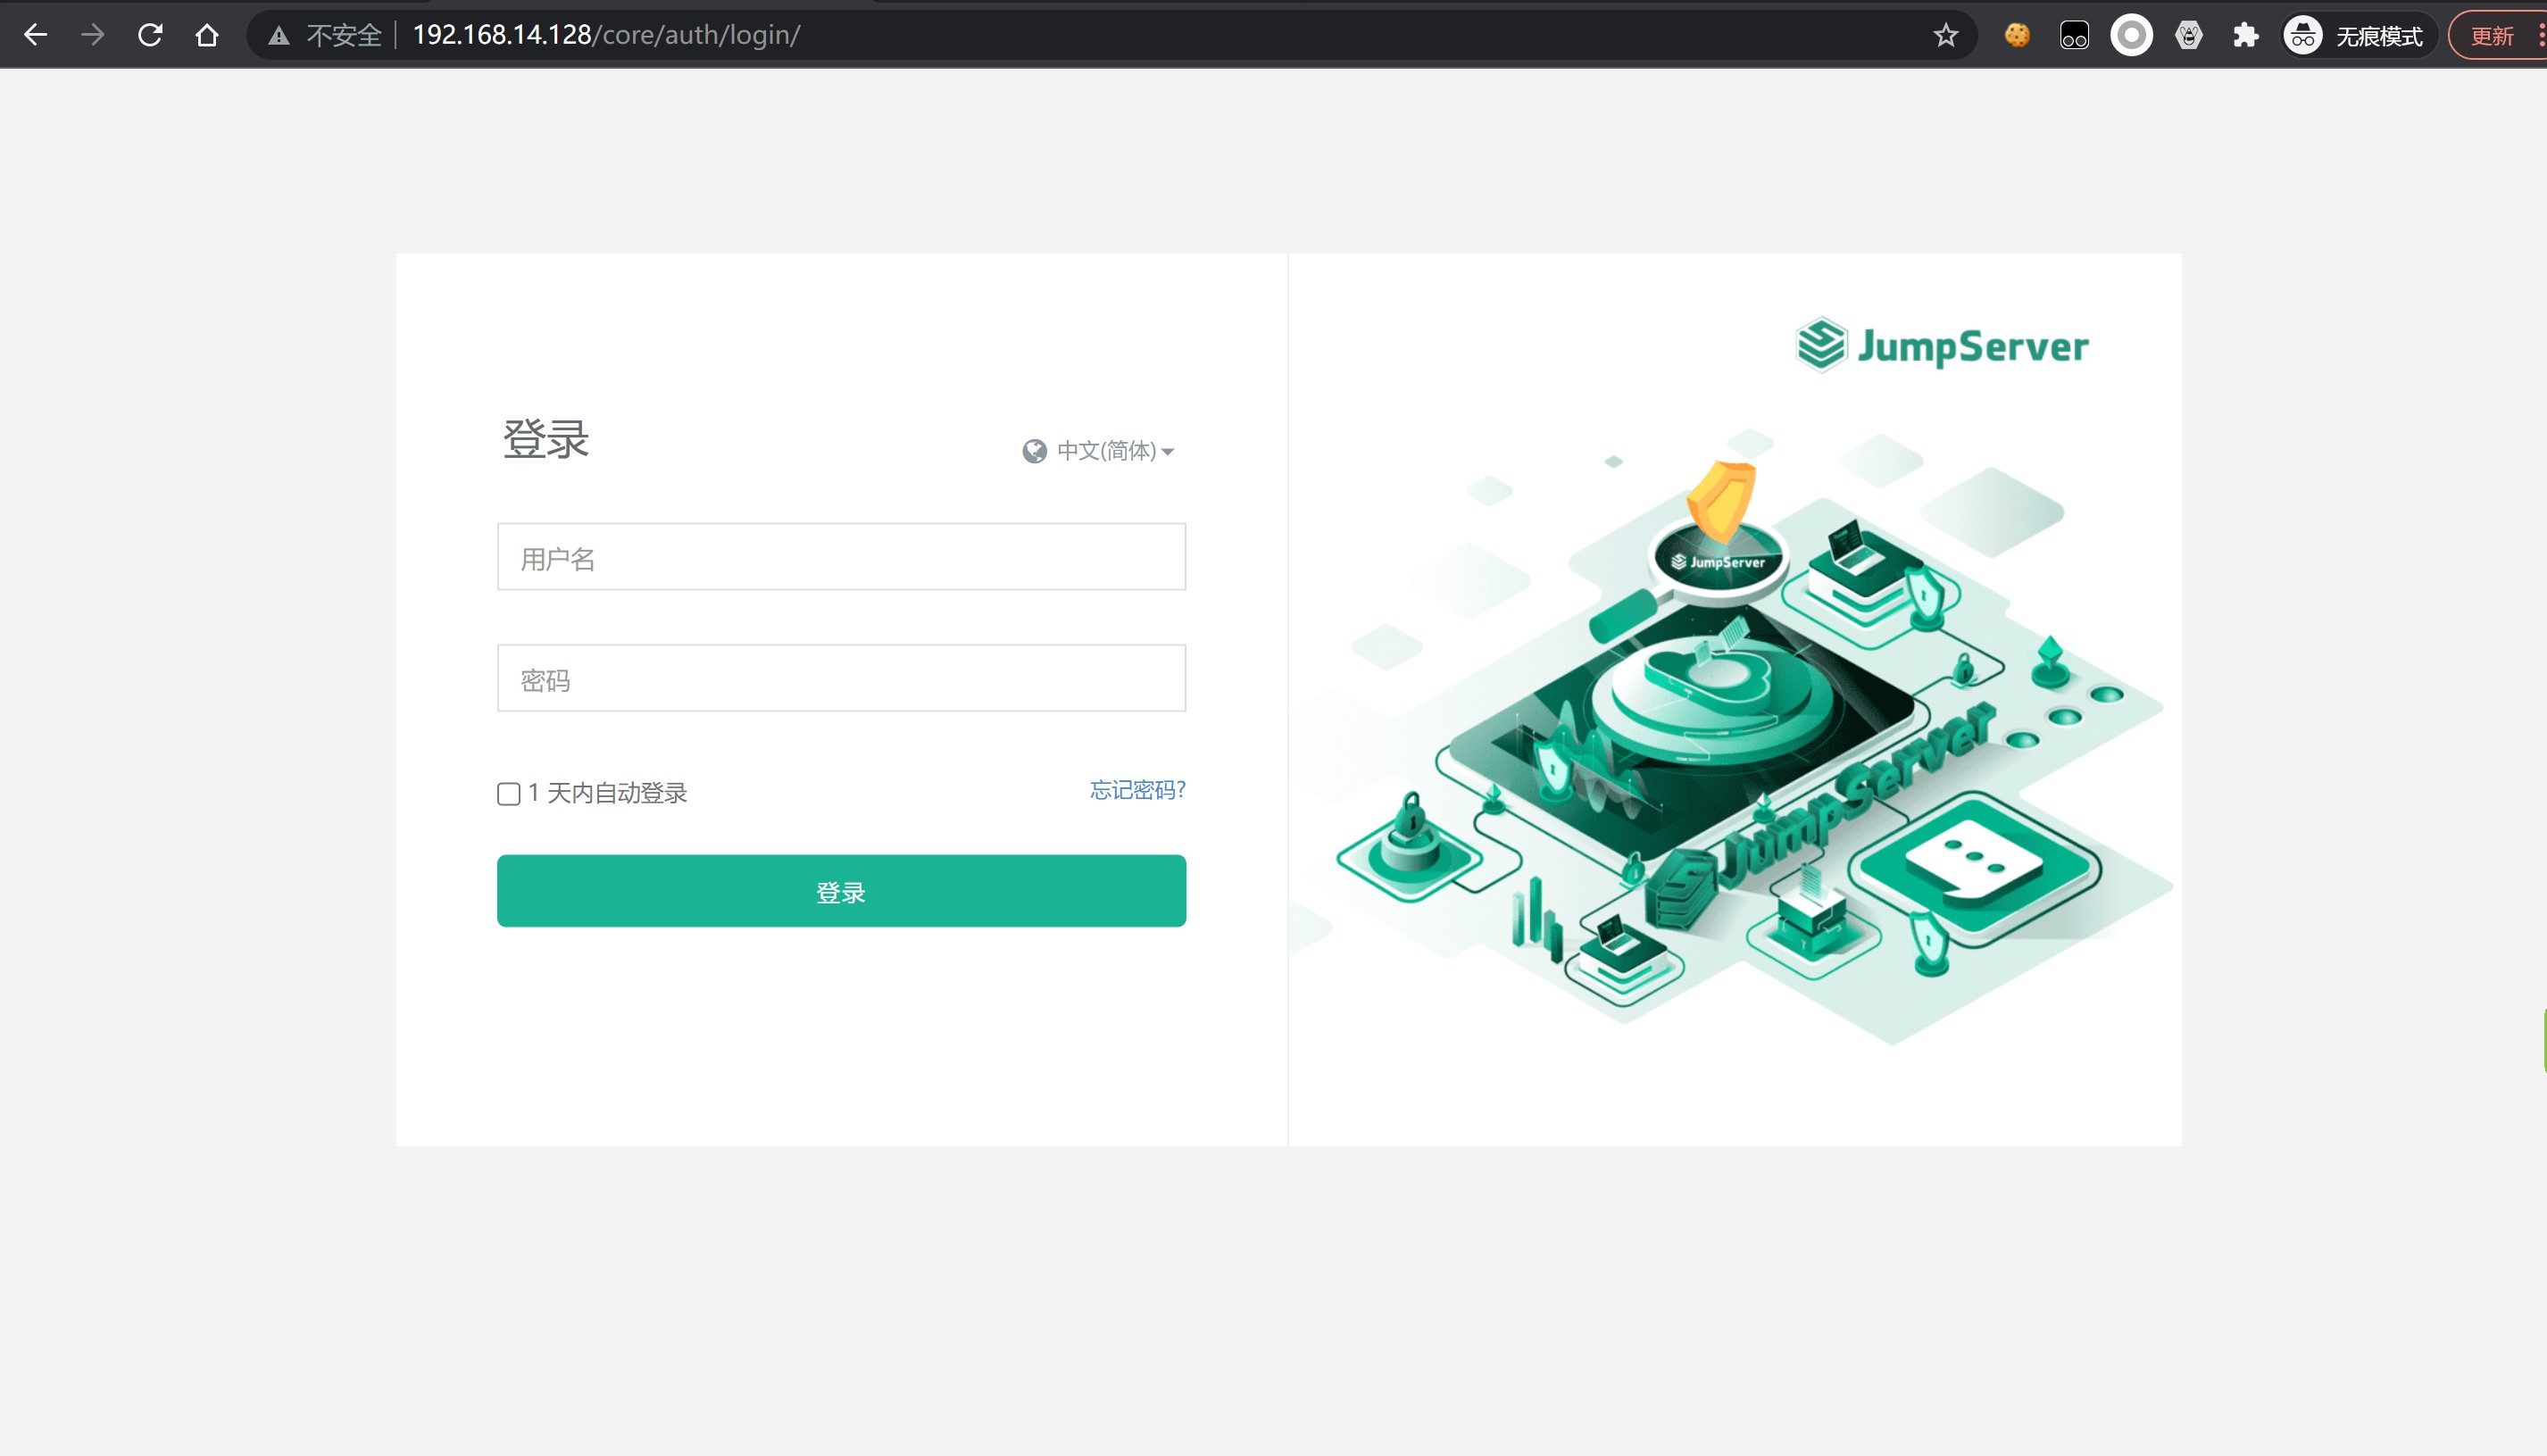 不安全 192.168.14.128/core/auth/login/ 无痕模式 更新
JumpServer
登录 中文(简体)
用户名
JumpServer
密码
1 天内自动登录 忘记密码?
JumpServer
登录